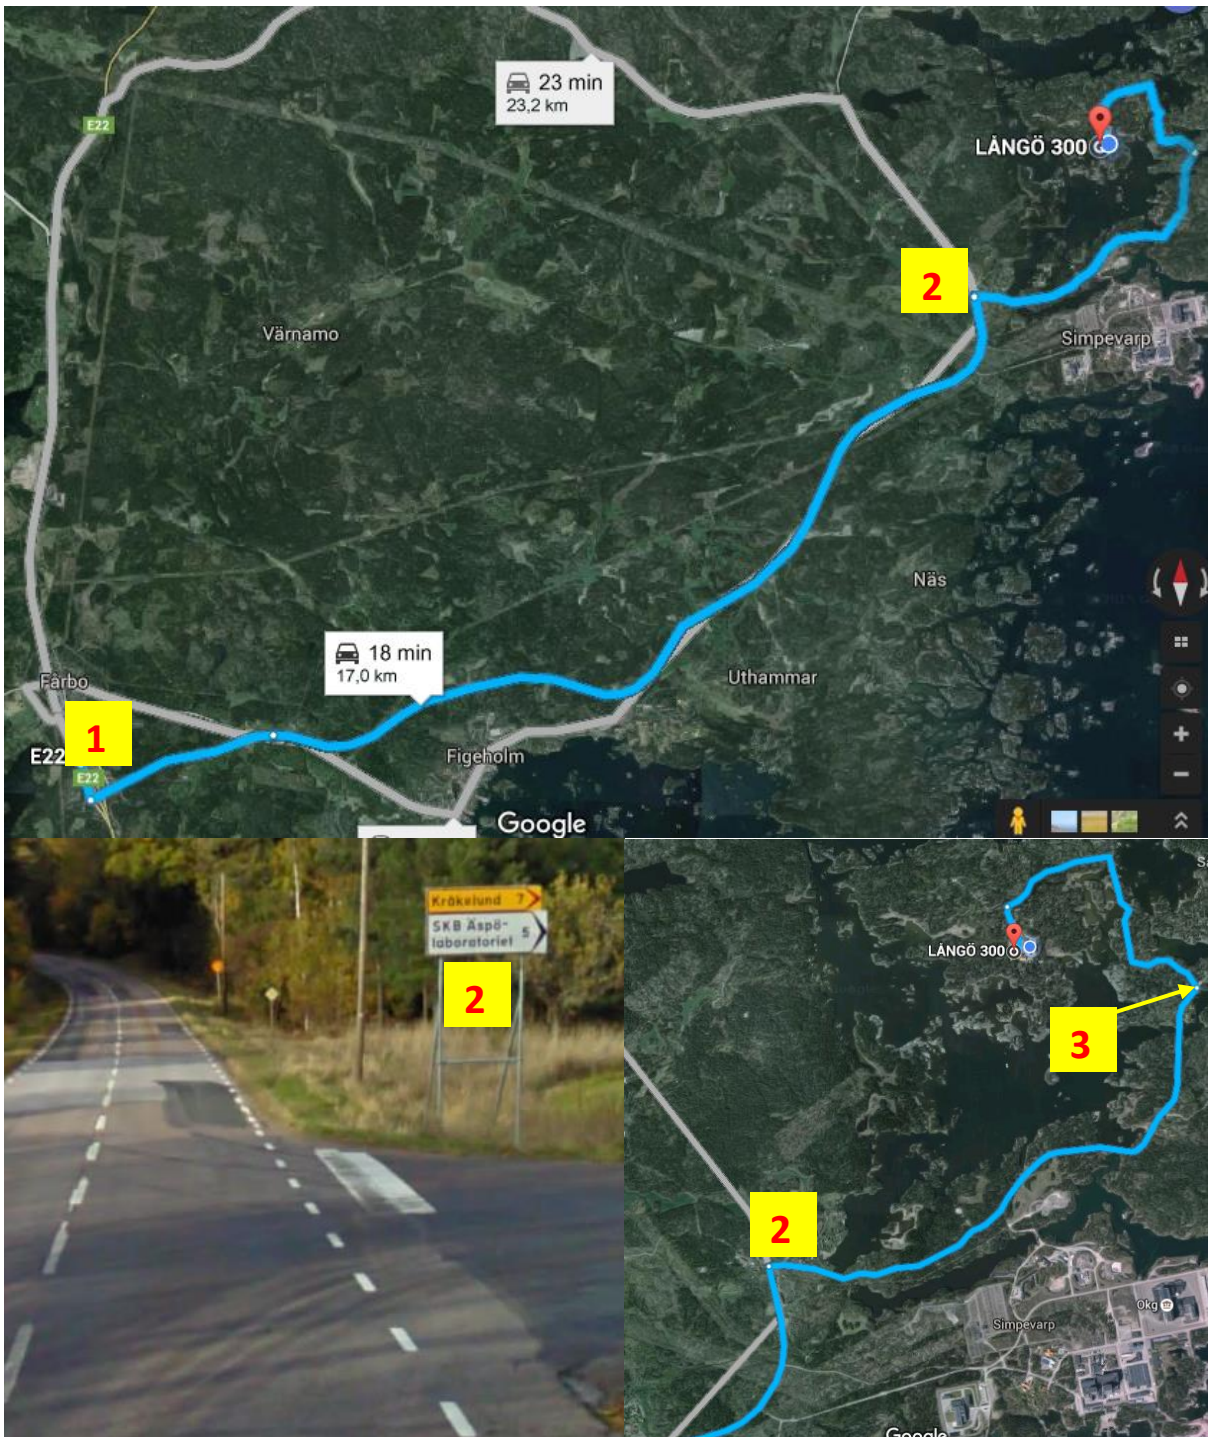 23 min
23,2 km
E22
LÅNGÖ 300
2
Värnamo
Simpevarp
Näs
18 min
17,0 km
Uthammar
Fårbo
1
E22
E22
Figeholm
Google
Kråkelund 7
SKB Äspö-
laboratoriet 5
2
LÅNGÖ 300
3
2
Okg
Simpevarp
Google